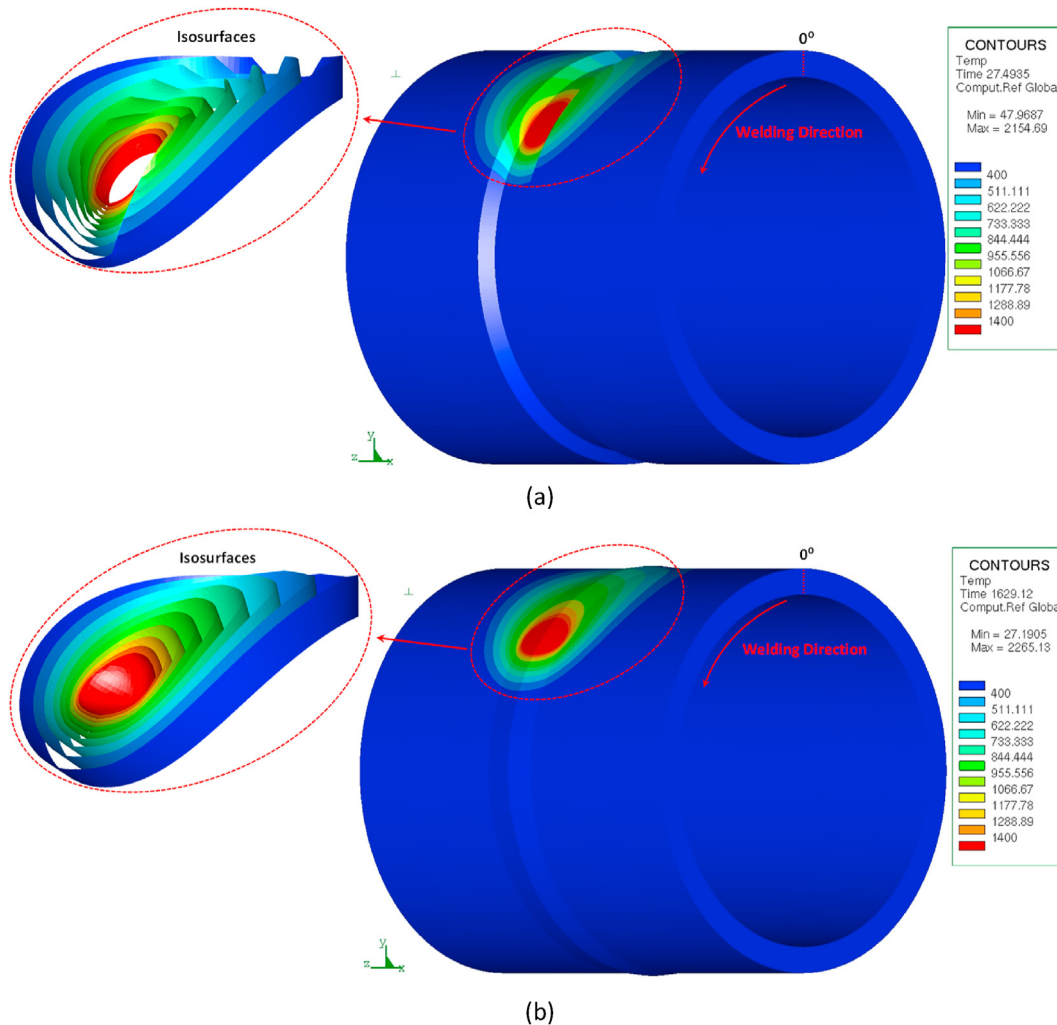 Isosurfaces
0°
Welding Direction
CONTOURS
Temp
Time 27.4935
Comput.Ref Global
Min = 47.9687
Max = 2154.69
400
511.111
622.222
733.333
844.444
955.556
1066.67
1177.78
1288.89
1400
y
z x
(a)
Isosurfaces
0°
Welding Direction
CONTOURS
Temp
Time 1629.12
Comput.Ref Globa
Min = 27.1905
Max = 2265.13
400
511.111
622.222
733.333
844.444
955.556
1066.67
1177.78
1288.89
1400
y
z x
(b)